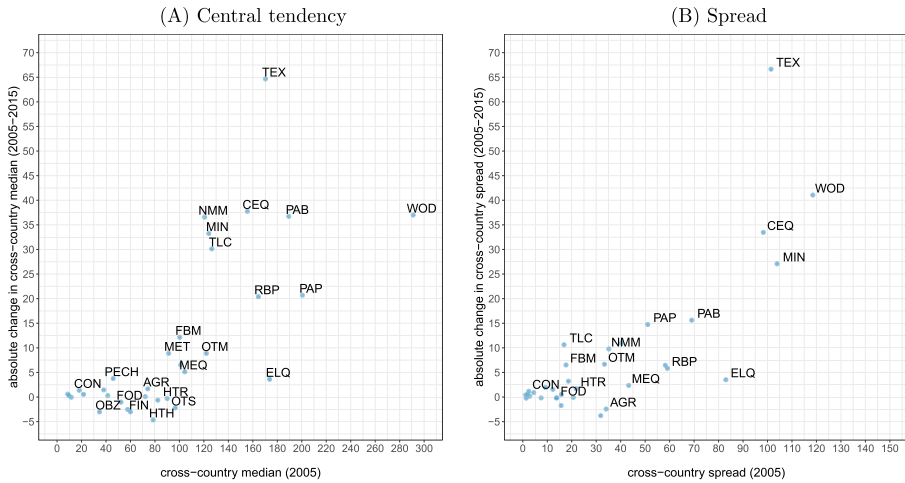 (A) Central tendency
absolute change in cross−country median (2005−2015)
70
65
60
55
50
45
40
35
30
25
20
15
10
5
0
−5
TEX
NMM
CEQ
PAB
WOD
MIN
TLC
RBP
PAP
FBM
MET
OTM
MEQ
PECH
ELQ
CON
AGR
FOD
HTR
OBZ
FIN
OTS
HTH
0 20 40 60 80 100 120 140 160 180 200 220 240 260 280 300
cross−country median (2005)
(B) Spread
absolute change in cross−country spread (2005−2015)
70
65
60
55
50
45
40
35
30
25
20
15
10
5
0
−5
TEX
WOD
CEQ
MIN
PAP
PAB
TLC
NMM
FBM
OTM
RBP
HTR
MEQ
ELQ
CON
FOD
AGR
0 10 20 30 40 50 60 70 80 90 100 110 120 130 140 150
cross−country spread (2005)